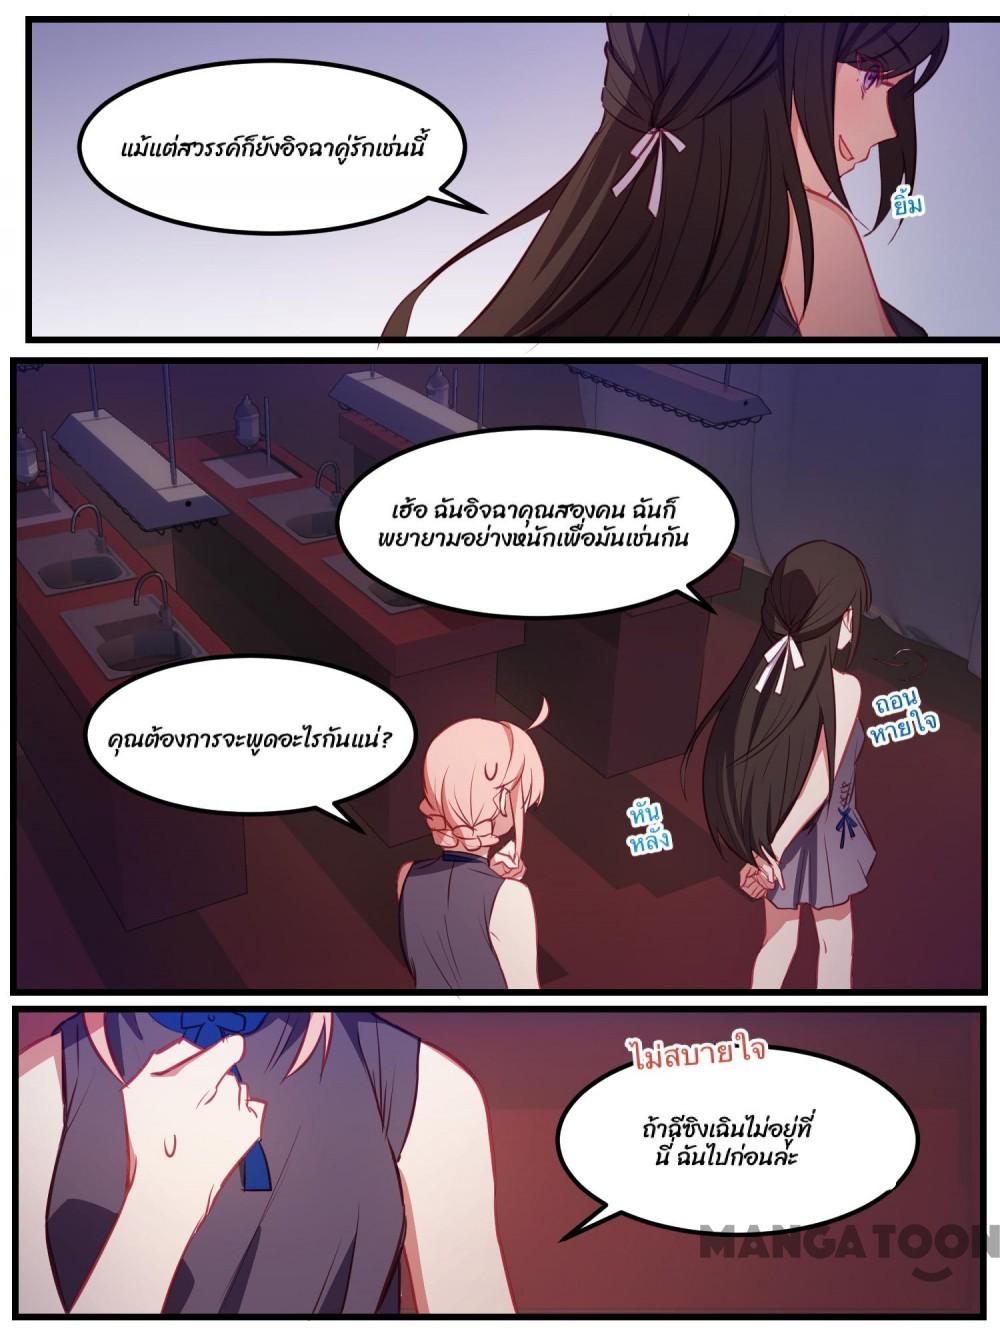 แม้แต่สวรรค์ก็ยังอิจฉาคู่รักเช่นนี้
ยิ้ม
เฮ้อ ฉันอิจฉาคุณสองคน ฉันก็
พยายามอย่างหนักเพื่อมันเช่นกัน
ถอน
หายใจ
คุณต้องการจะพูดอะไรกันแน่?
หัน
หลัง
ไม่สบายใจ
ถ้าฉีซิงเฉินไม่อยู่ที่
นี่ ฉันไปก่อนล่ะ
MANGATOON